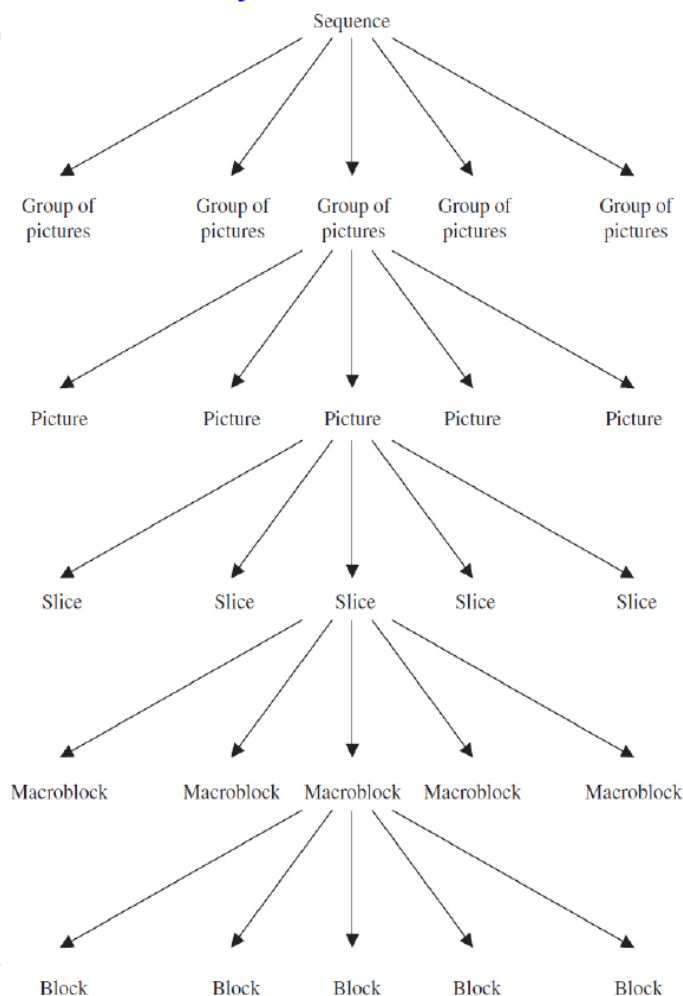 Sequence
Group of Group of Group of Group of Group of
pictures pictures pictures pictures pictures
Picture Picture Picture Picture Picture
Slice Slice Slice Slice Slice
Macroblock Macroblock Macroblock Macroblock Macroblock
Block Block Block Block Block